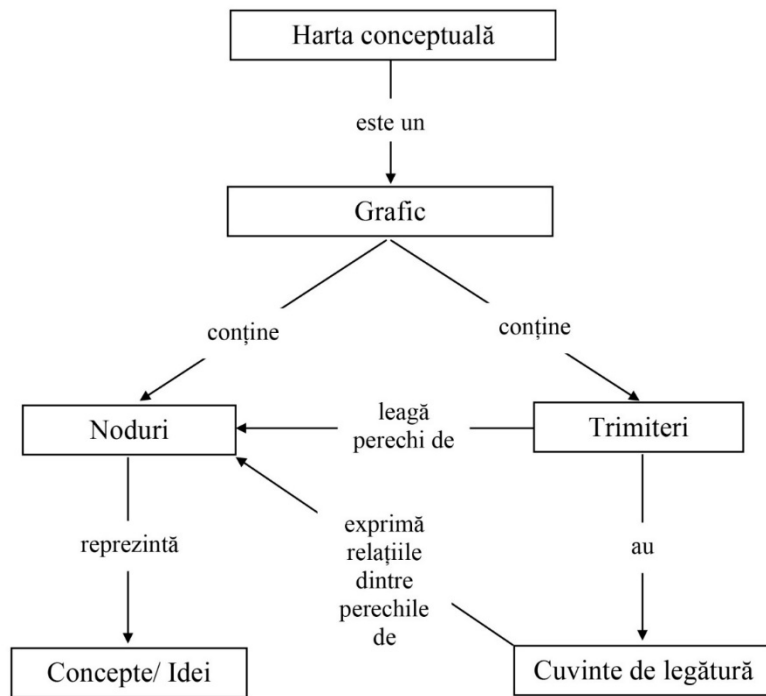 Harta conceptuală
este un
Grafic
conține
conține
Noduri
leagă
perechi de
Trimiteri
reprezintă
exprimă
relațiile
dintre
perechile
de
au
Concepte/ Idei
Cuvinte de legătură